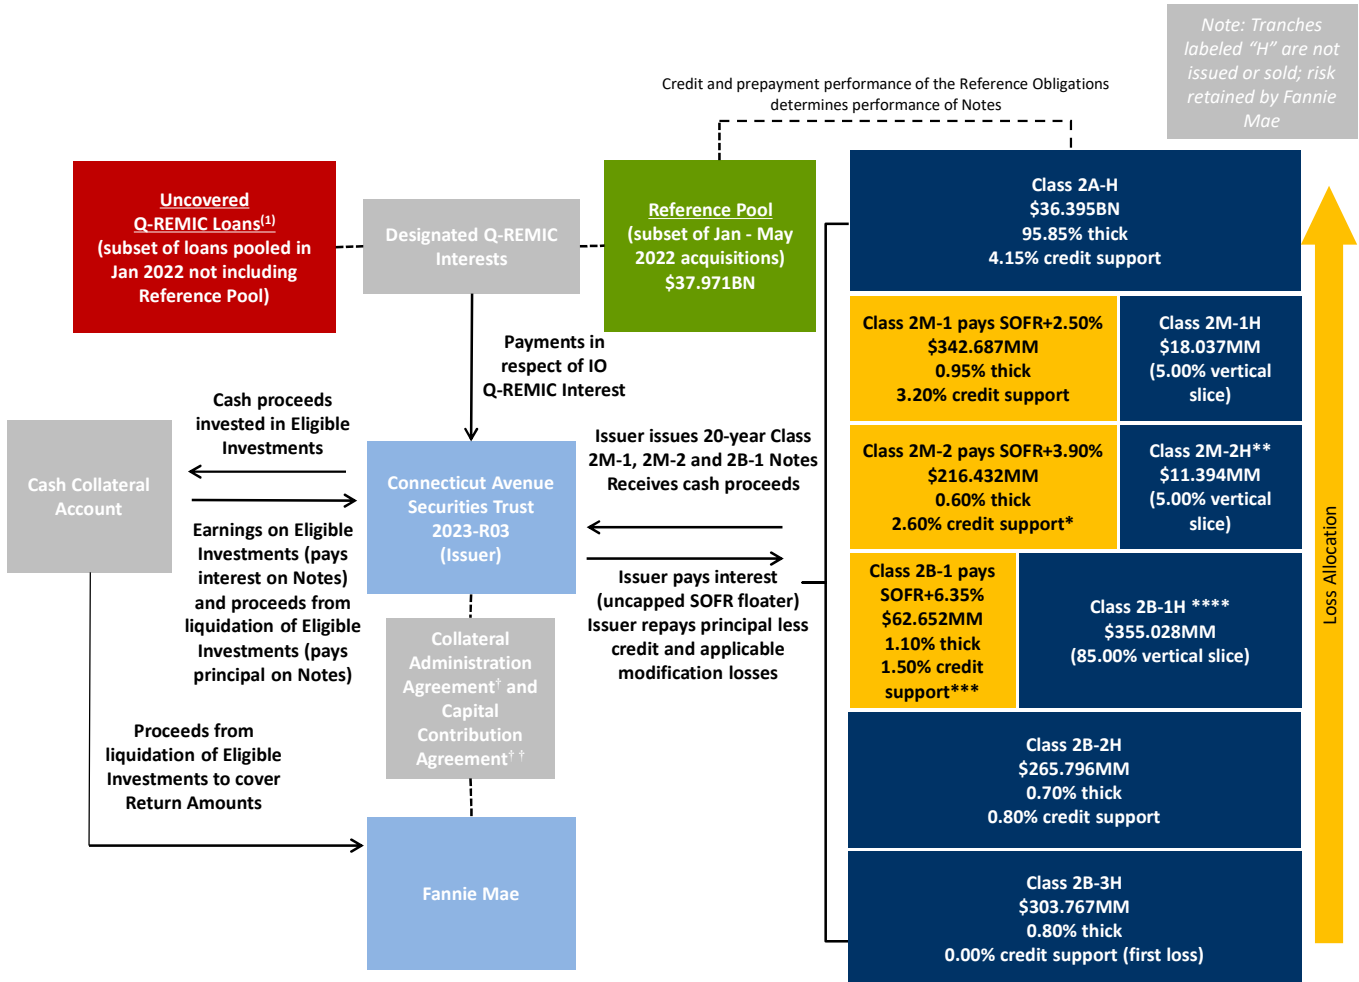 Note: Tranches
labeled “H” are not
issued or sold; risk
retained by Fannie
Mae
Credit and prepayment performance of the Reference Obligations
determines performance of Notes
Uncovered
Q-REMIC Loans(1)
(subset of loans pooled in
Jan 2022 not including
Reference Pool)
Designated Q-REMIC
Interests
Reference Pool
(subset of Jan - May
2022 acquisitions)
$37.971BN
Payments in
respect of IO
Q-REMIC Interest
Cash proceeds
invested in Eligible
Investments
Cash Collateral
Account
Earnings on Eligible
Investments (pays
interest on Notes)
and proceeds from
liquidation of Eligible
Investments (pays
principal on Notes)
Connecticut Avenue
Securities Trust
2023-R03
(Issuer)
Issuer issues 20-year Class
2M-1, 2M-2 and 2B-1 Notes
Receives cash proceeds
Issuer pays interest
(uncapped SOFR floater)
Issuer repays principal less
credit and applicable
modification losses
Collateral
Administration
Agreement† and
Capital
Contribution
Agreement† †
Proceeds from
liquidation of Eligible
Investments to cover
Return Amounts
Fannie Mae
Class 2A-H
$36.395BN
95.85% thick
4.15% credit support
Class 2M-1 pays SOFR+2.50%
$342.687MM
0.95% thick
3.20% credit support
Class 2M-1H
$18.037MM
(5.00% vertical
slice)
Class 2M-2 pays SOFR+3.90%
$216.432MM
0.60% thick
2.60% credit support*
Class 2M-2H**
$11.394MM
(5.00% vertical
slice)
Class 2B-1 pays
SOFR+6.35%
$62.652MM
1.10% thick
1.50% credit
support***
Class 2B-1H ****
$355.028MM
(85.00% vertical slice)
Class 2B-2H
$265.796MM
0.70% thick
0.80% credit support
Class 2B-3H
$303.767MM
0.80% thick
0.00% credit support (first loss)
Loss Allocation